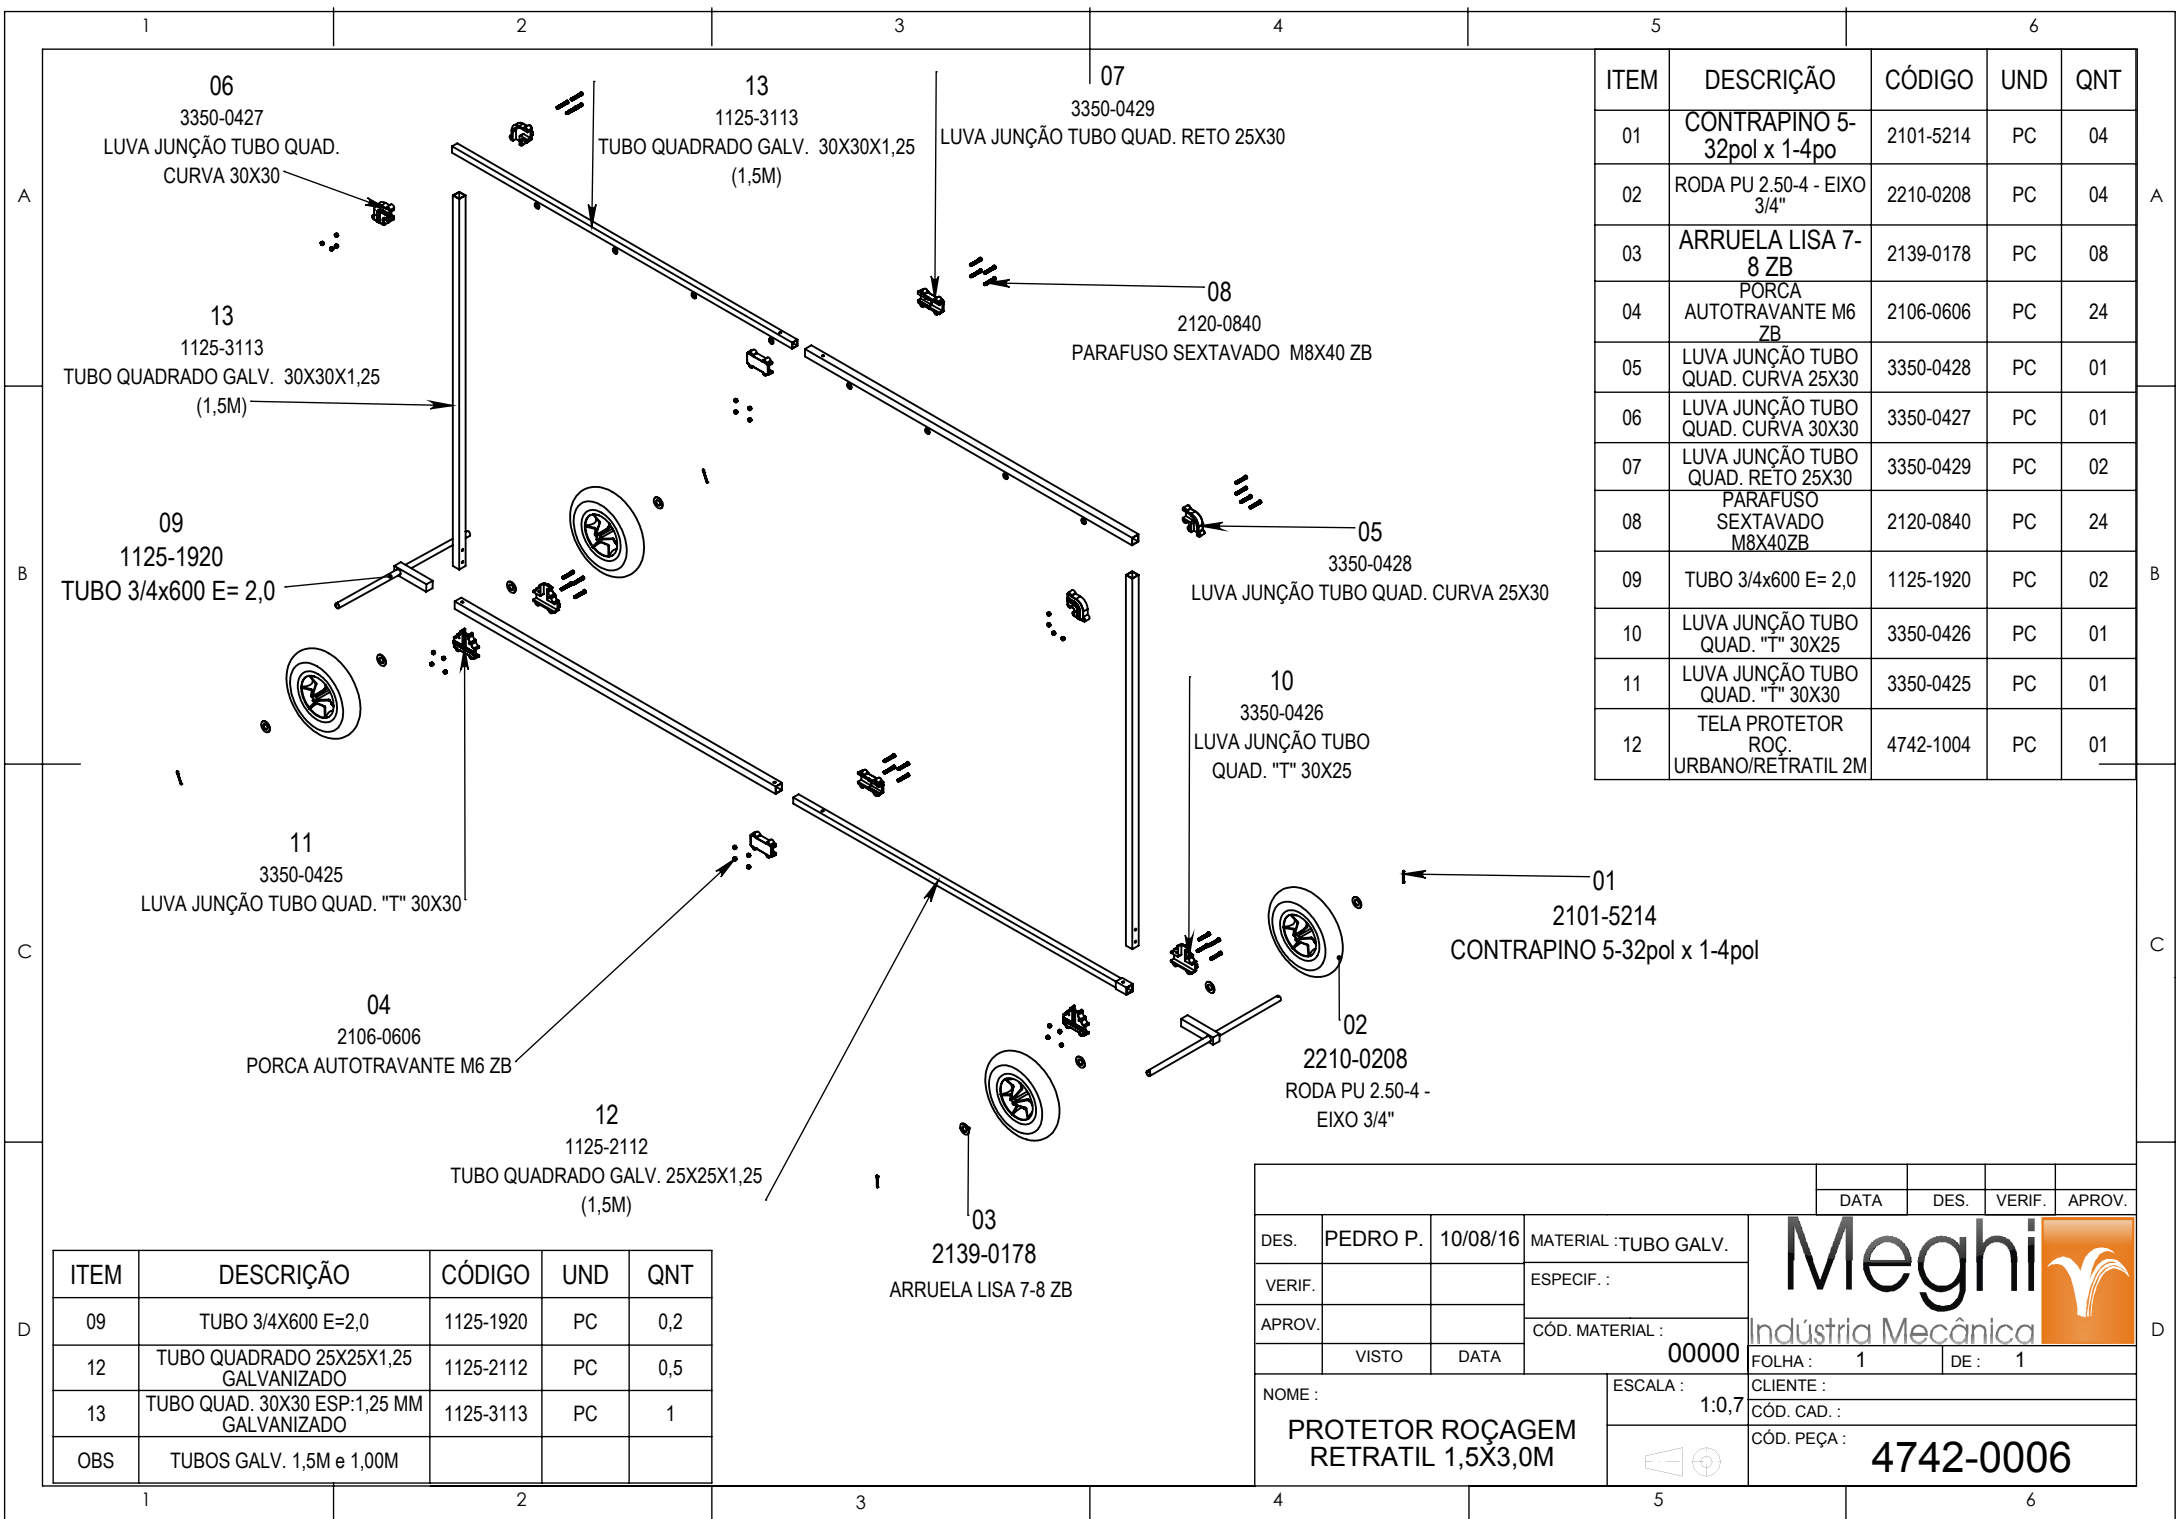 1 2 3 4 5 6
A
B
C
D
A
B
C
D
06
3350-0427
LUVA JUNÇÃO TUBO QUAD.
CURVA 30X30
13
1125-3113
TUBO QUADRADO GALV. 30X30X1,25
(1,5M)
07
3350-0429
LUVA JUNÇÃO TUBO QUAD. RETO 25X30
13
1125-3113
TUBO QUADRADO GALV. 30X30X1,25
(1,5M)
08
2120-0840
PARAFUSO SEXTAVADO M8X40 ZB
09
1125-1920
TUBO 3/4x600 E= 2,0
05
3350-0428
LUVA JUNÇÃO TUBO QUAD. CURVA 25X30
10
3350-0426
LUVA JUNÇÃO TUBO
QUAD. "T" 30X25
11
3350-0425
LUVA JUNÇÃO TUBO QUAD. "T" 30X30
01
2101-5214
CONTRAPINO 5-32pol x 1-4pol
04
2106-0606
PORCA AUTOTRAVANTE M6 ZB
02
2210-0208
RODA PU 2.50-4 -
EIXO 3/4"
12
1125-2112
TUBO QUADRADO GALV. 25X25X1,25
(1,5M)
03
2139-0178
ARRUELA LISA 7-8 ZB
ITEM DESCRIÇÃO CÓDIGO UND QNT
01 CONTRAPINO 5-
32pol x 1-4po 2101-5214 PC 04
02 RODA PU 2.50-4 - EIXO
3/4" 2210-0208 PC 04
03 ARRUELA LISA 7-
8 ZB 2139-0178 PC 08
04 PORCA
AUTOTRAVANTE M6
ZB 2106-0606 PC 24
05 LUVA JUNÇÃO TUBO
QUAD. CURVA 25X30 3350-0428 PC 01
06 LUVA JUNÇÃO TUBO
QUAD. CURVA 30X30 3350-0427 PC 01
07 LUVA JUNÇÃO TUBO
QUAD. RETO 25X30 3350-0429 PC 02
08 PARAFUSO
SEXTAVADO
M8X40ZB 2120-0840 PC 24
09 TUBO 3/4x600 E= 2,0 1125-1920 PC 02
10 LUVA JUNÇÃO TUBO
QUAD. "T" 30X25 3350-0426 PC 01
11 LUVA JUNÇÃO TUBO
QUAD. "T" 30X30 3350-0425 PC 01
12 TELA PROTETOR
ROÇ.
URBANO/RETRATIL 2M 4742-1004 PC 01
ITEM DESCRIÇÃO CÓDIGO UND QNT
09 TUBO 3/4X600 E=2,0 1125-1920 PC 0,2
12 TUBO QUADRADO 25X25X1,25
GALVANIZADO 1125-2112 PC 0,5
13 TUBO QUAD. 30X30 ESP:1,25 MM
GALVANIZADO 1125-3113 PC 1
OBS TUBOS GALV. 1,5M e 1,00M
DATA DES. VERIF. APROV.
DES. PEDRO P. 10/08/16 MATERIAL :TUBO GALV.
VERIF. ESPECIF. :
APROV. CÓD. MATERIAL :
VISTO DATA 00000
Meghi
Indústria Mecânica
FOLHA : 1 DE : 1
NOME :
PROTETOR ROÇAGEM
RETRATIL 1,5X3,0M
ESCALA :
1:0,7
CLIENTE :
CÓD. CAD. :
CÓD. PEÇA :
4742-0006
1 2 3 4 5 6